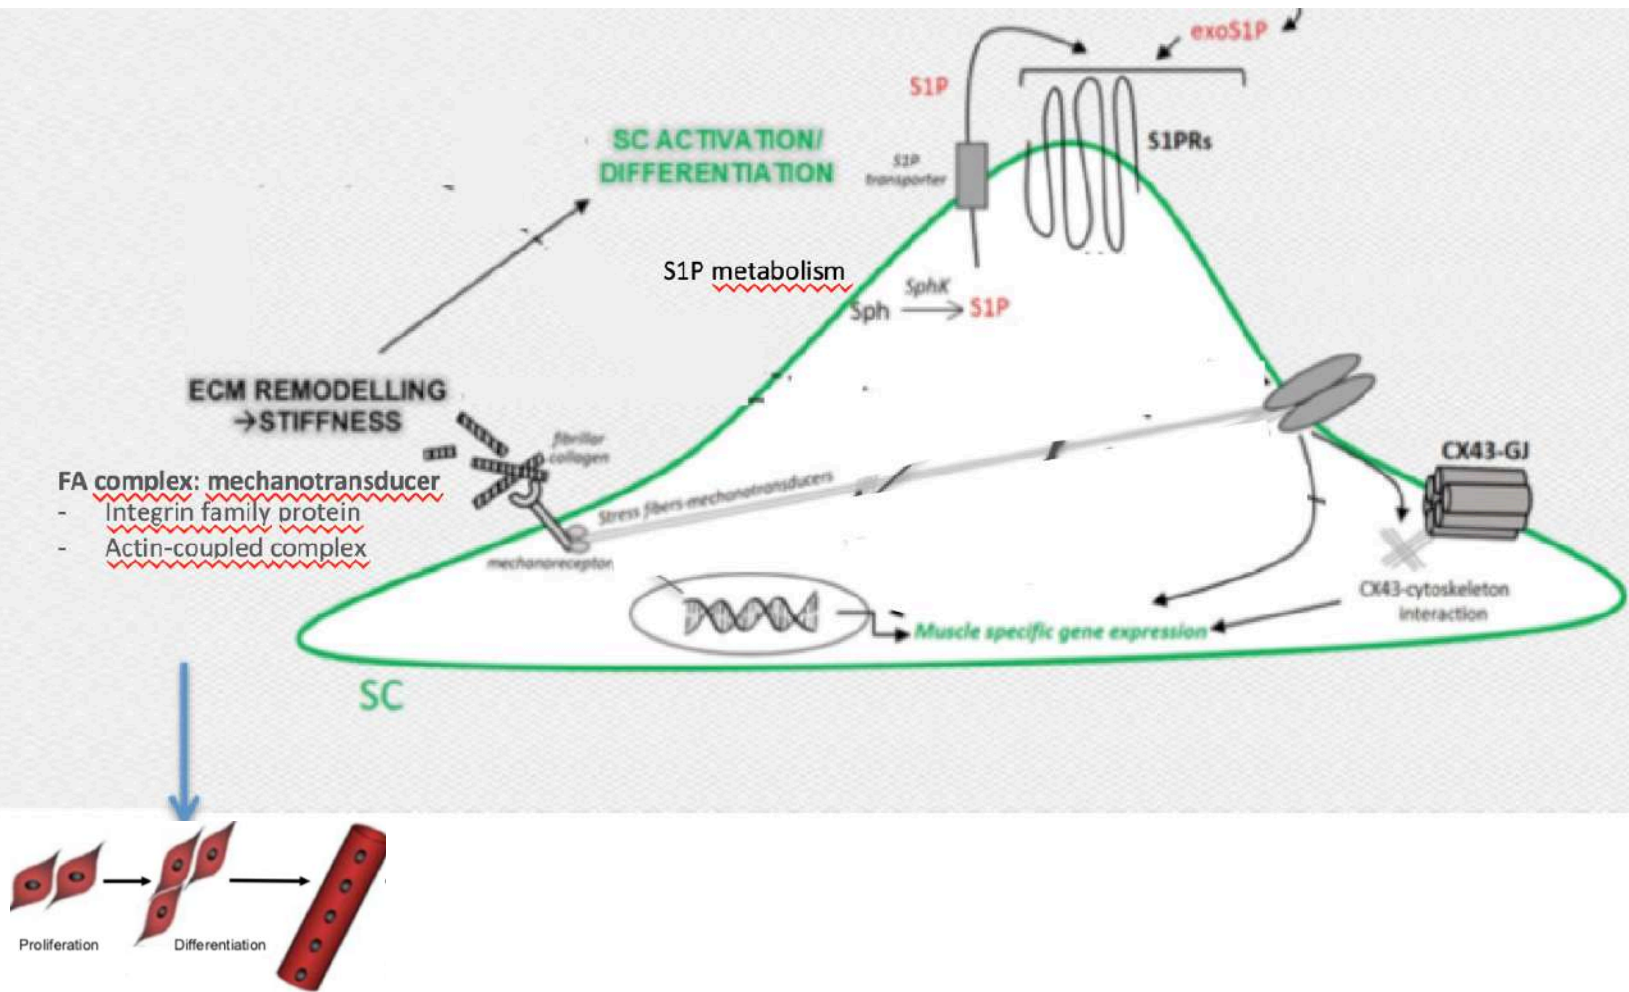 exoS1P
S1P
S1PRs
SC ACTIVATION/
DIFFERENTIATION
S1P
transporter
S1P metabolism
SphK
Sph
S1P
ECM REMODELLING
→STIFFNESS
fibrillar
collagen
FA complex: mechanotransducer
- Integrin family protein
- Actin-coupled complex
Stress fibers-mechanotransducers
mechanoreceptor
CX43-GJ
CX43-cytoskeleton
interaction
Muscle specific gene expression
SC
Proliferation
Differentiation